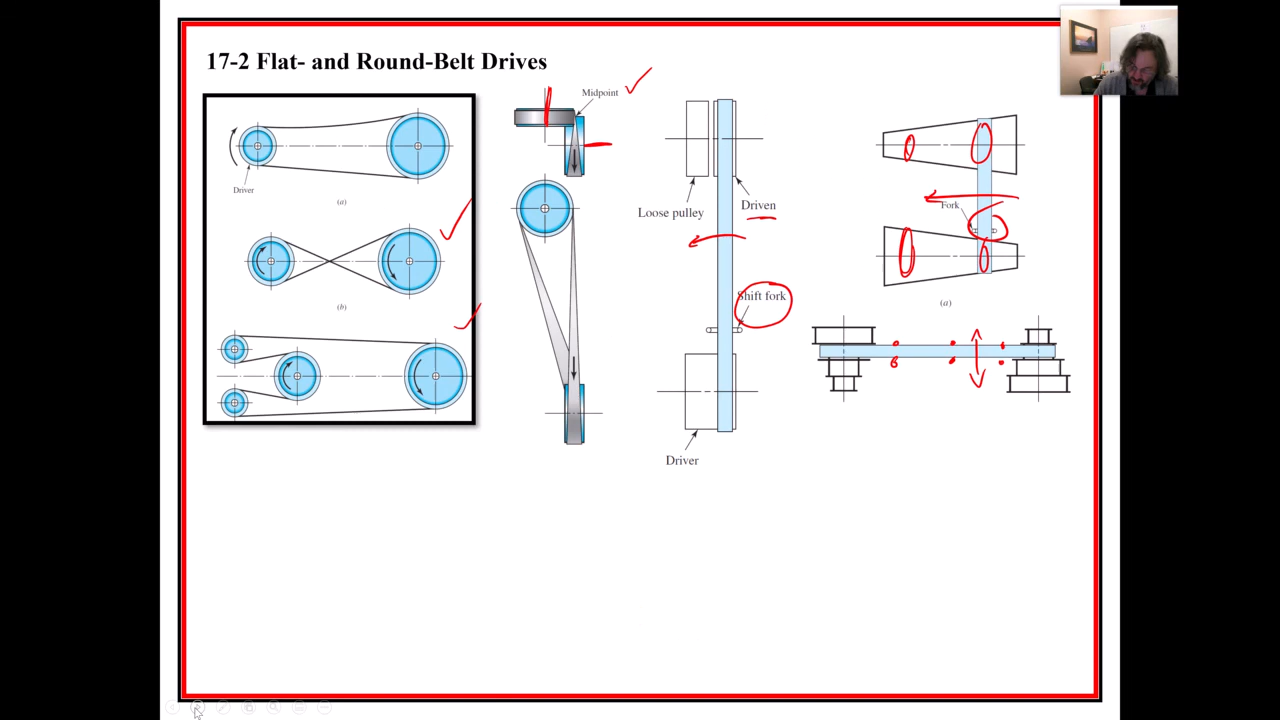 17-2 Flat- and Round-Belt Drives
Driver
(a)
(b)
Midpoint
Loose pulley
Driven
Shift fork
Driver
Fork
(a)